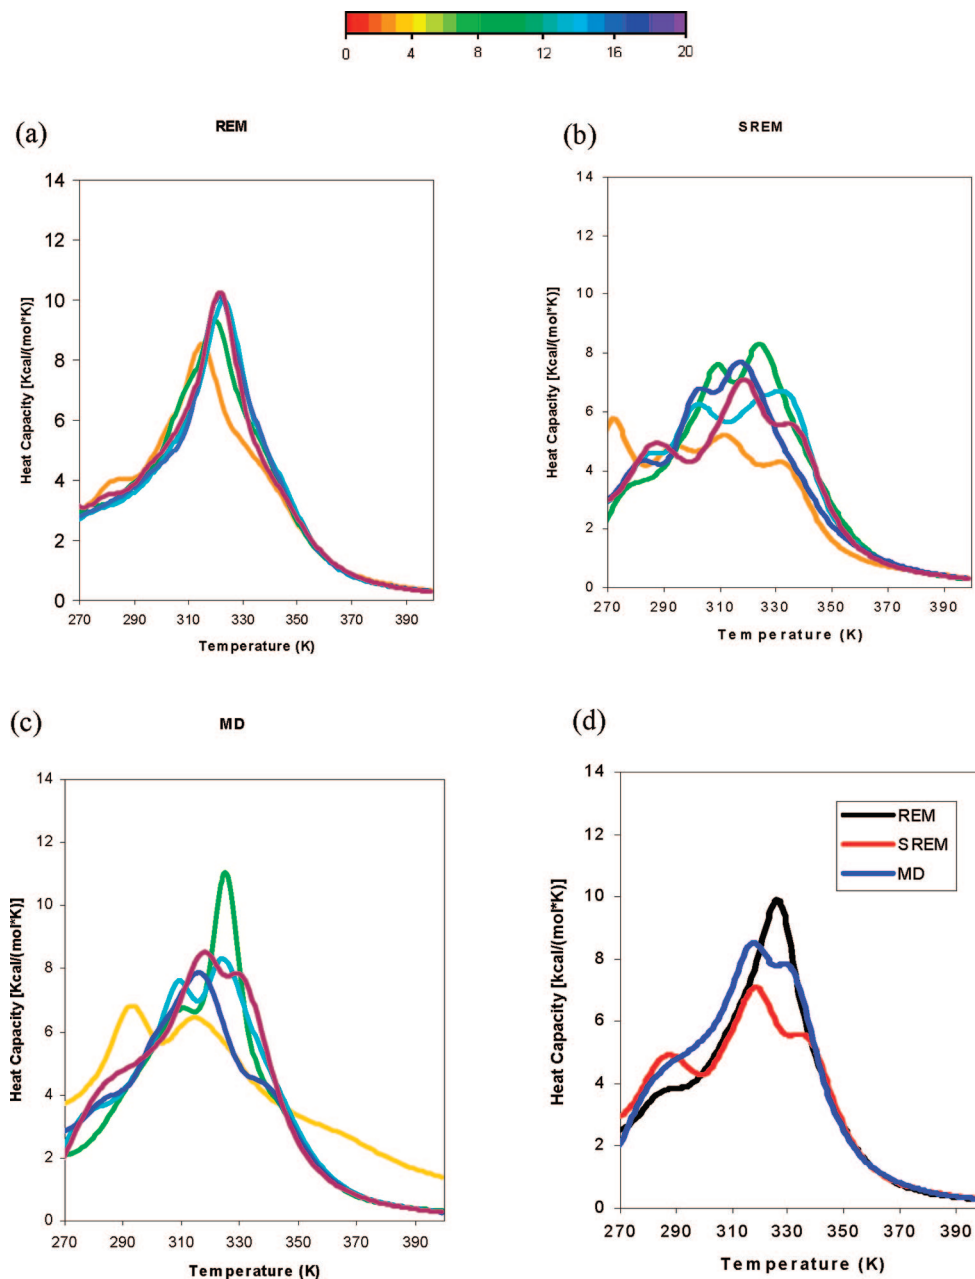 0 4 8 12 16 20
(a) REM
14
12
10
8
6
4
2
0
Heat Capacity [Kcal/(mol*K)]
270 290 310 330 350 370 390
Temperature (K)
(b) SREM
14
12
10
8
6
4
2
0
Heat Capacity [Kcal/(mol*K)]
270 290 310 330 350 370 390
Temperature (K)
(c) MD
14
12
10
8
6
4
2
0
Heat Capacity [Kcal/(mol*K)]
270 290 310 330 350 370 390
Temperature (K)
(d)
14
12
10
8
6
4
2
0
Heat Capacity [Kcal/(mol*K)]
REM
SREM
MD
270 290 310 330 350 370 390
Temperature (K)